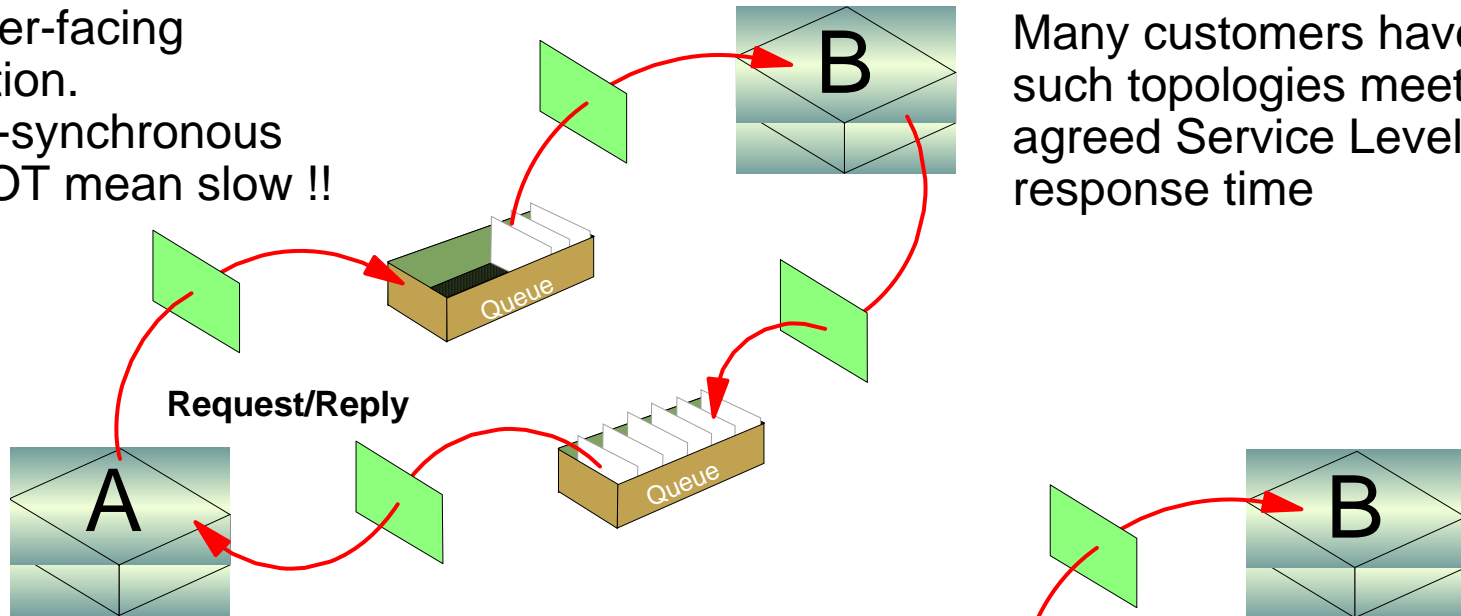 er-facing
tion.
-synchronous
OT mean slow !!
B
Many customers have
such topologies meet
agreed Service Level
response time
Queue
Request/Reply
Queue
A
B